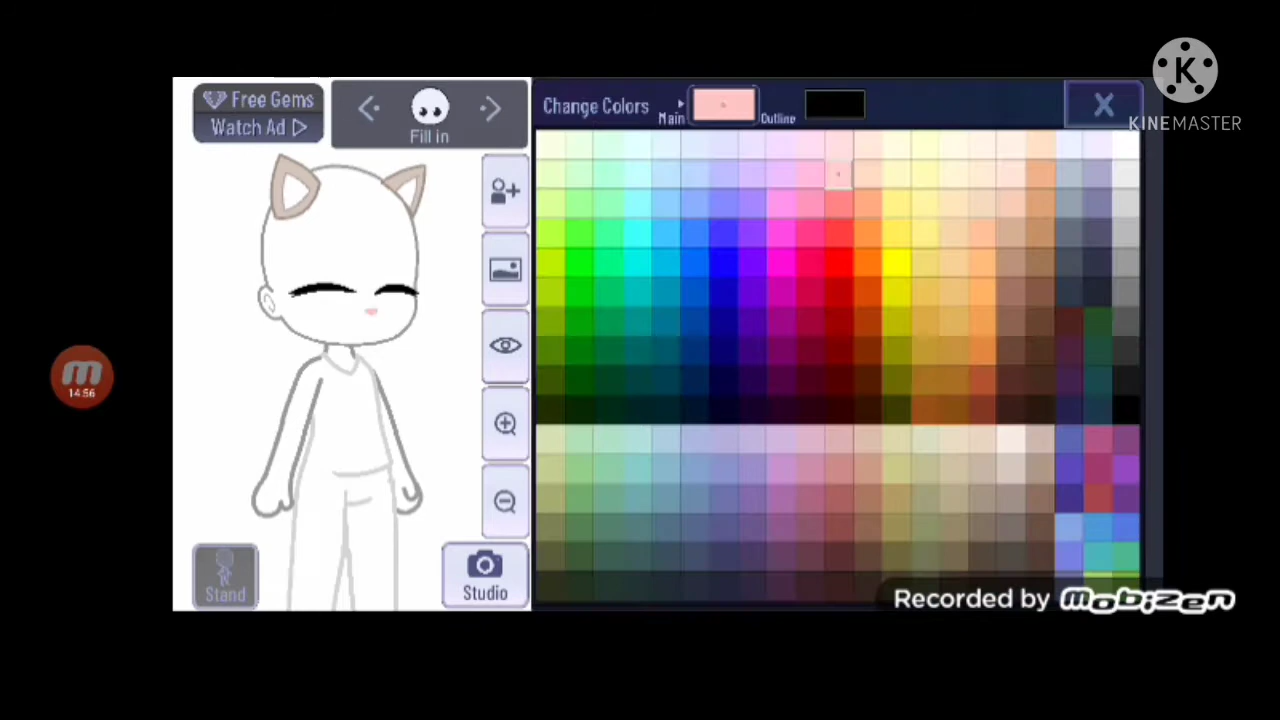 Free Gems
Watch Ad
Fill in
Change Colors
Main
Outline
X
K
KINEMASTER
m
14:56
Stand
Studio
Recorded by mobizen